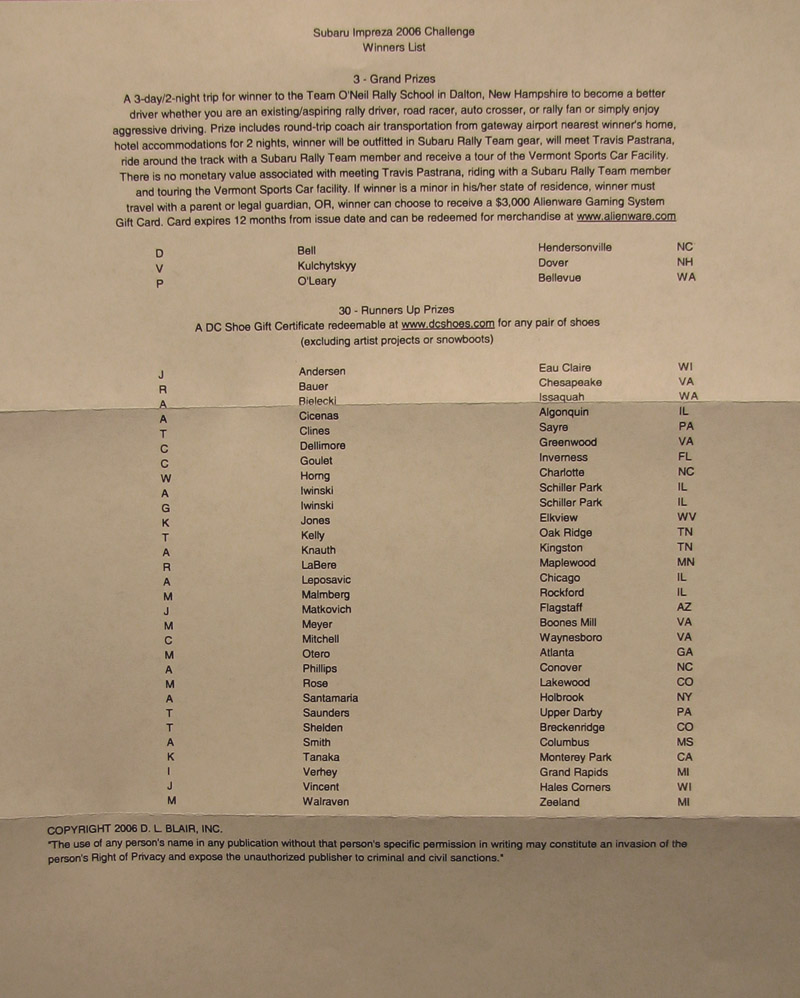 Subaru Impreza 2006 Challenge
Winners List
3 - Grand Prizes
A 3-day/2-night trip for winner to the Team O'Neil Rally School in Dalton, New Hampshire to become a better
driver whether you are an existing/aspiring rally driver, road racer, auto crosser, or rally fan or simply enjoy
aggressive driving. Prize includes round-trip coach air transportation from gateway airport nearest winner's home,
hotel accommodations for 2 nights, winner will be outfitted in Subaru Rally Team gear, will meet Travis Pastrana,
ride around the track with a Subaru Rally Team member and receive a tour of the Vermont Sports Car Facility.
There is no monetary value associated with meeting Travis Pastrana, riding with a Subaru Rally Team member
and touring the Vermont Sports Car facility. If winner is a minor in his/her state of residence, winner must
travel with a parent or legal guardian, OR, winner can choose to receive a $3,000 Alienware Gaming System
Gift Card. Card expires 12 months from issue date and can be redeemed for merchandise at www.alienware.com
D Bell Hendersonville NC
V Kulchytskyy Dover NH
P O'Leary Bellevue WA
30 - Runners Up Prizes
A DC Shoe Gift Certificate redeemable at www.dcshoes.com for any pair of shoes
(excluding artist projects or snowboots)
J Andersen Eau Claire WI
R Bauer Chesapeake VA
A Bielecki Issaquah WA
A Cicenas Algonquin IL
T Clines Sayre PA
C Dellimore Greenwood VA
C Goulet Inverness FL
W Horng Charlotte NC
A Iwinski Schiller Park IL
G Iwinski Schiller Park IL
K Jones Elkview WV
T Kelly Oak Ridge TN
A Knauth Kingston TN
R LaBere Maplewood MN
A Leposavic Chicago IL
M Malmberg Rockford IL
J Matkovich Flagstaff AZ
M Meyer Boones Mill VA
C Mitchell Waynesboro VA
M Otero Atlanta GA
A Phillips Conover NC
M Rose Lakewood CO
A Santamaria Holbrook NY
T Saunders Upper Darby PA
T Shelden Breckenridge CO
A Smith Columbus MS
K Tanaka Monterey Park CA
I Verhey Grand Rapids MI
J Vincent Hales Corners WI
M Walraven Zeeland MI
COPYRIGHT 2006 D. L. BLAIR, INC.
"The use of any person's name in any publication without that person's specific permission in writing may constitute an invasion of the
person's Right of Privacy and expose the unauthorized publisher to criminal and civil sanctions."